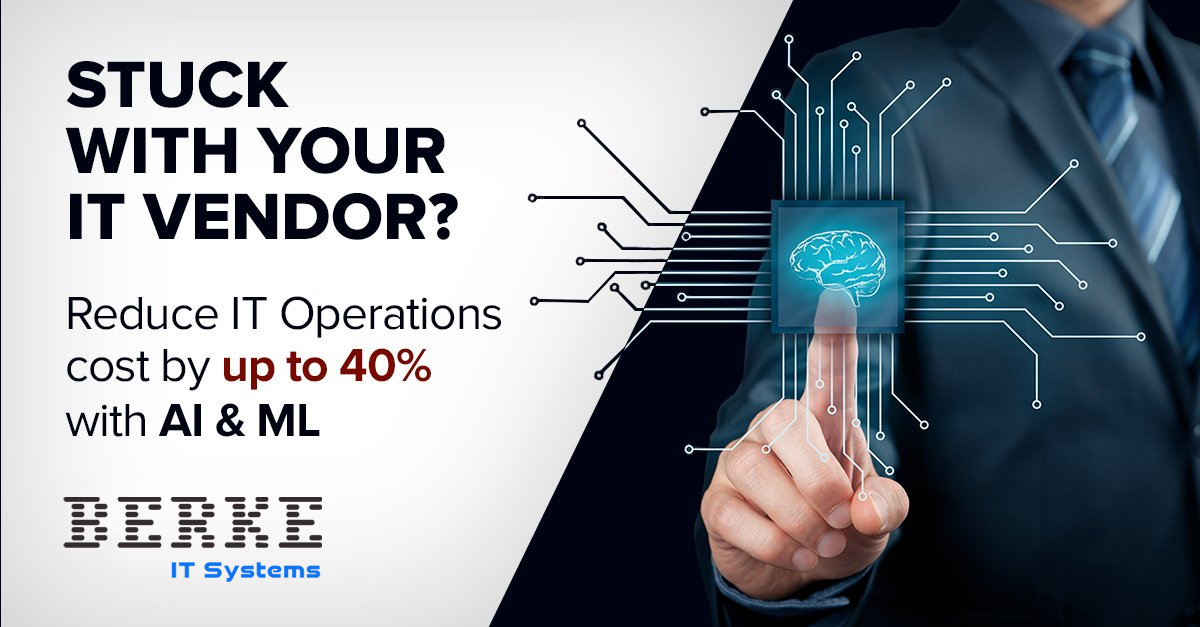 STUCK
WITH YOUR
IT VENDOR?
Reduce IT Operations
cost by up to 40%
with AI & ML
BERKE
IT Systems